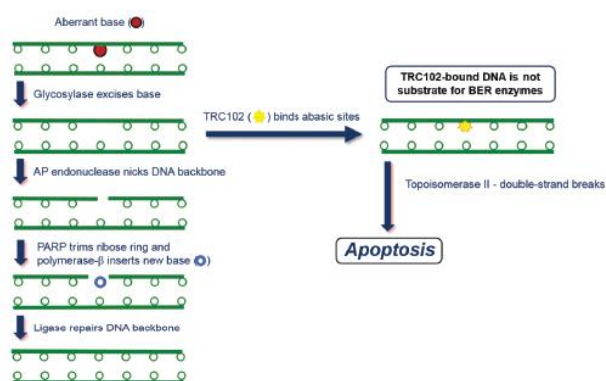 Aberrant base ( )
Glycosylase excises base
TRC102 ( ) binds abasic sites
TRC102-bound DNA is not
substrate for BER enzymes
AP endonuclease nicks DNA backbone
Topoisomerase II - double-strand breaks
Apoptosis
PARP trims ribose ring and
polymerase-β inserts new base ( )
Ligase repairs DNA backbone